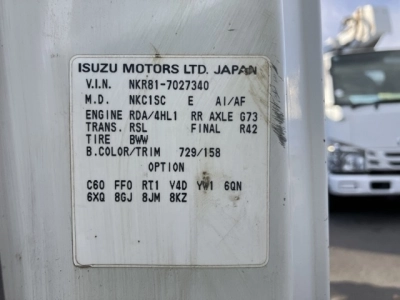 ISUZU MOTORS LTD. JAPAN
V.I.N. NKR81-7027340
M.D. NKC1SC E AI/AF
ENGINE RDA/4HL1 RR AXLE G73
TRANS. RSL FINAL R42
TIRE BWW
B.COLOR/TRIM 729/158
OPTION
C60 FF0 RT1 V4D YW1 6QN
6XQ 8GJ 8JM 8KZ